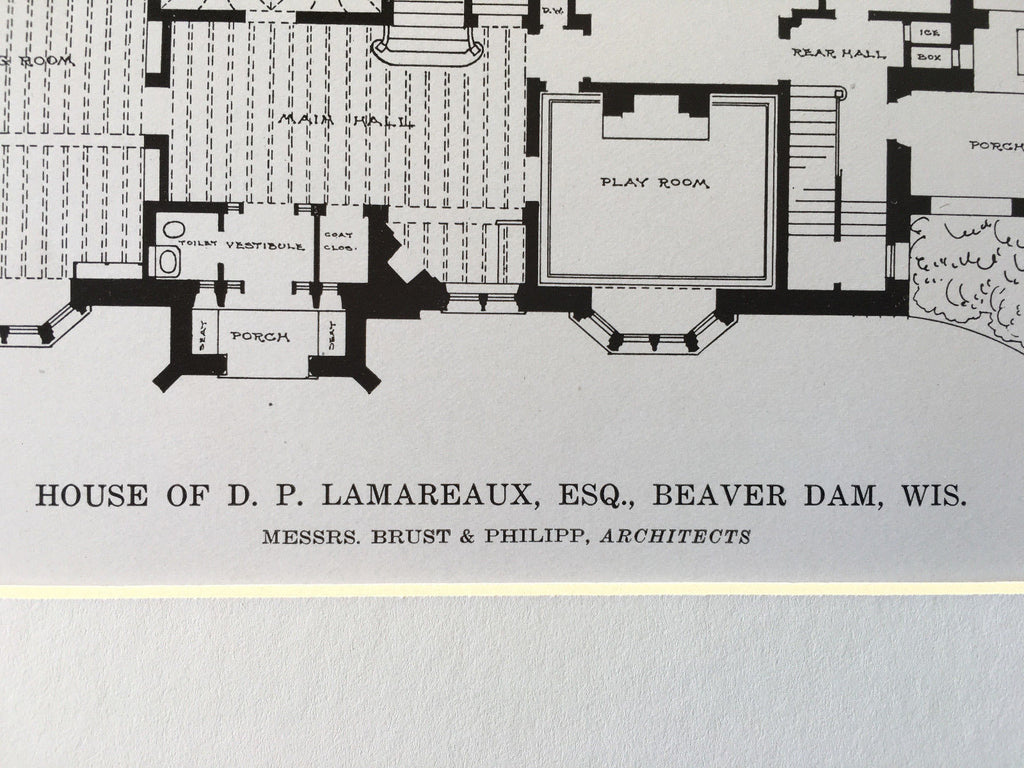 D.W.
ICE
REAR HALL
BOX
ROOM
MAIN HALL
PORCH
PLAY ROOM
COAT
TOILET VESTIBULE
CLOS.
SEAT PORCH SEAT
HOUSE OF D. P. LAMAREAUX, ESQ., BEAVER DAM, WIS.
MESSRS. BRUST & PHILIPP, ARCHITECTS